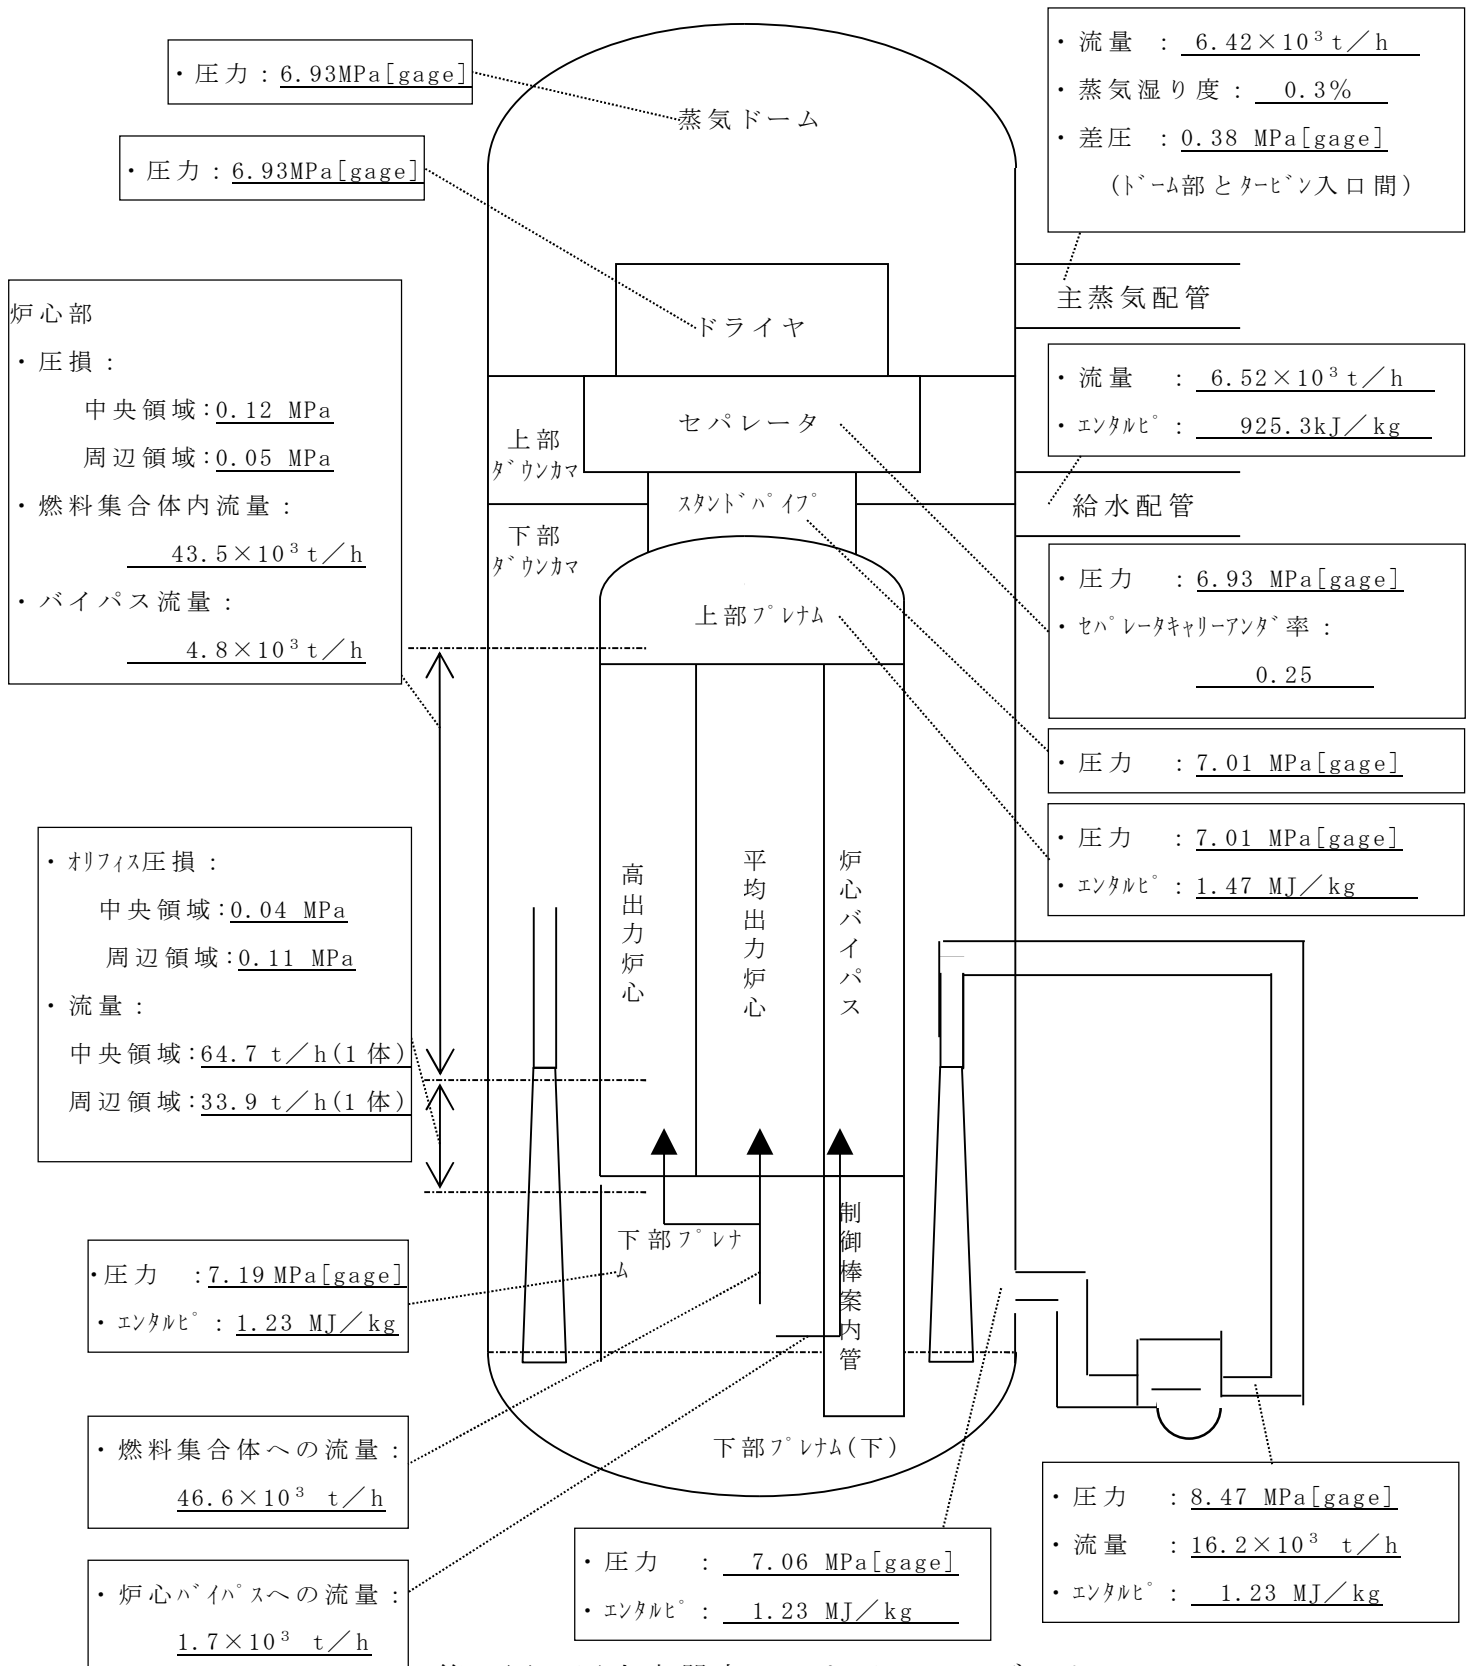 ・圧力：6.93MPa[gage]
・圧力：6.93MPa[gage]
・流量 ： 6.42×10³t／h
・蒸気湿り度： 0.3％
・差圧 ：0.38 MPa[gage]
(ﾄﾞｰﾑ部とﾀｰﾋﾞﾝ入口間)
蒸気ドーム
主蒸気配管
ドライヤ
炉心部
・圧損：
中央領域：0.12 MPa
周辺領域：0.05 MPa
・燃料集合体内流量：
43.5×10³t／h
・バイパス流量：
4.8×10³t／h
・流量 ： 6.52×10³t／h
・ｴﾝﾀﾙﾋﾟ： 925.3kJ／kg
セパレータ
上部
ﾀﾞｳﾝｶﾏ
ｽﾀﾝﾄﾞﾊﾟｲﾌﾟ
給水配管
下部
ﾀﾞｳﾝｶﾏ
・圧力 ：6.93 MPa[gage]
・ｾﾊﾟﾚｰﾀｷｬﾘｰｱﾝﾀﾞ率：
0.25
上部ﾌﾟﾚﾅﾑ
・圧力 ：7.01 MPa[gage]
・圧力 ：7.01 MPa[gage]
・ｴﾝﾀﾙﾋﾟ：1.47 MJ／kg
・ｵﾘﾌｨｽ圧損：
中央領域：0.04 MPa
周辺領域：0.11 MPa
・流量：
中央領域：64.7 t／h(1体)
周辺領域：33.9 t／h(1体)
高出力炉心
平均出力炉心
炉心バイパス
制御棒案内管
下部ﾌﾟﾚﾅ
ﾑ
・圧力 ：7.19 MPa[gage]
・ｴﾝﾀﾙﾋﾟ：1.23 MJ／kg
下部ﾌﾟﾚﾅﾑ(下)
・燃料集合体への流量：
46.6×10³ t／h
・炉心ﾊﾞｲﾊﾟｽへの流量：
1.7×10³ t／h
・圧力 ： 7.06 MPa[gage]
・ｴﾝﾀﾙﾋﾟ： 1.23 MJ／kg
・圧力 ：8.47 MPa[gage]
・流量 ：16.2×10³ t／h
・ｴﾝﾀﾙﾋﾟ： 1.23 MJ／kg